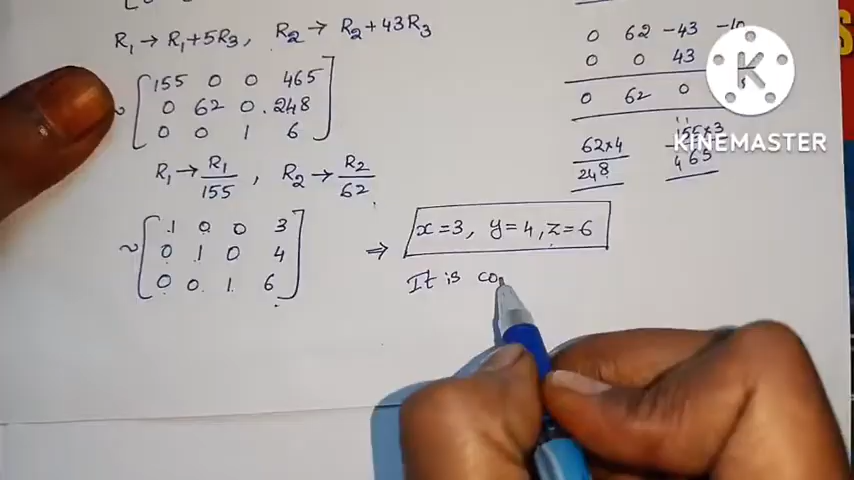 R₁→R₁+5R₃, R₂→R₂+43R₃
~ [155 0 0 465
0 62 0 248
0 0 1 6]
R₁→R₁/155, R₂→R₂/62
~ [1 0 0 3
0 1 0 4
0 0 1 6]
⇒ x=3, y=4, z=6
It is co
0 62 -43 -10
0 0 43
0 62 0
62×4
248
155×3
465
KINEMASTER